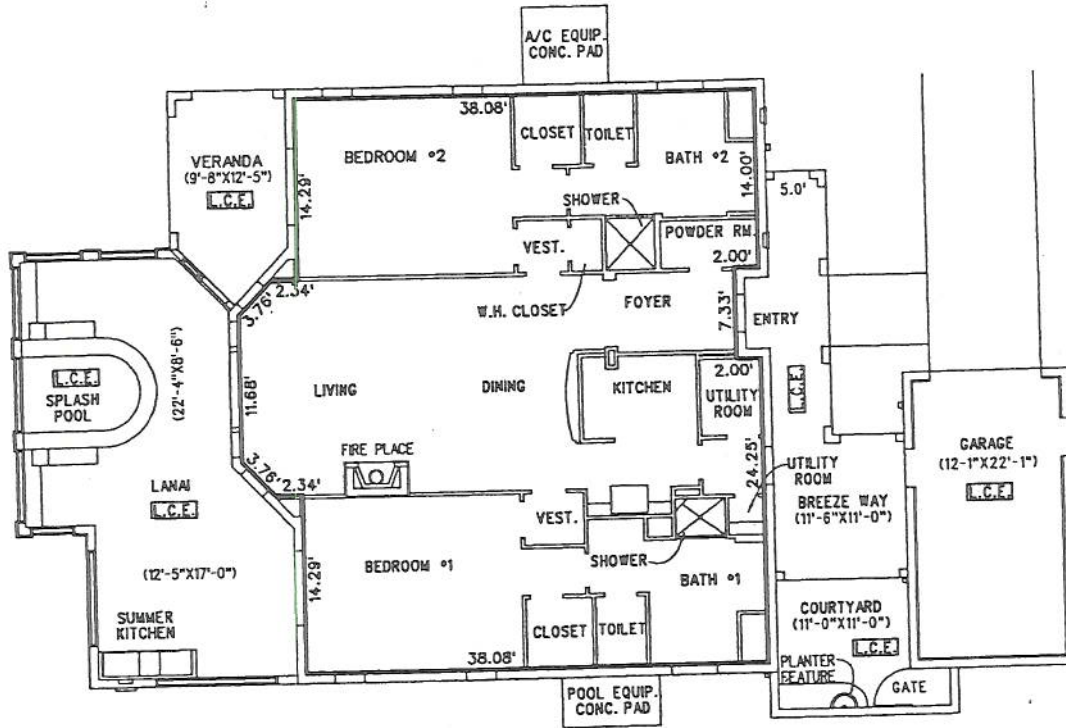 A/C EQUIP.
CONC. PAD
38.08'
CLOSET
TOILET
BEDROOM #2
BATH #2
VERANDA
(9'-8"X12'-5")
L.C.E.
14.29'
14.00'
5.0'
SHOWER
POWDER RM.
VEST.
2.00'
2.34'
3.76'
W.H. CLOSET
FOYER
7.33'
ENTRY
L.C.E.
SPLASH
POOL
(22'-4"X8'-6")
11.68'
LIVING
DINING
KITCHEN
2.00'
UTILITY
ROOM
L.C.E.
GARAGE
(12-1"X22'-1")
L.C.E.
FIRE PLACE
3.76'
2.34'
24.25'
UTILITY
ROOM
LANAI
L.C.E.
BREEZE WAY
(11'-6"X11'-0")
VEST.
(12'-5"X17'-0")
14.29'
BEDROOM #1
SHOWER
BATH #1
SUMMER
KITCHEN
CLOSET
TOILET
38.08'
COURTYARD
(11'-0"X11'-0")
L.C.E.
PLANTER
FEATURE
GATE
POOL EQUIP.
CONC. PAD